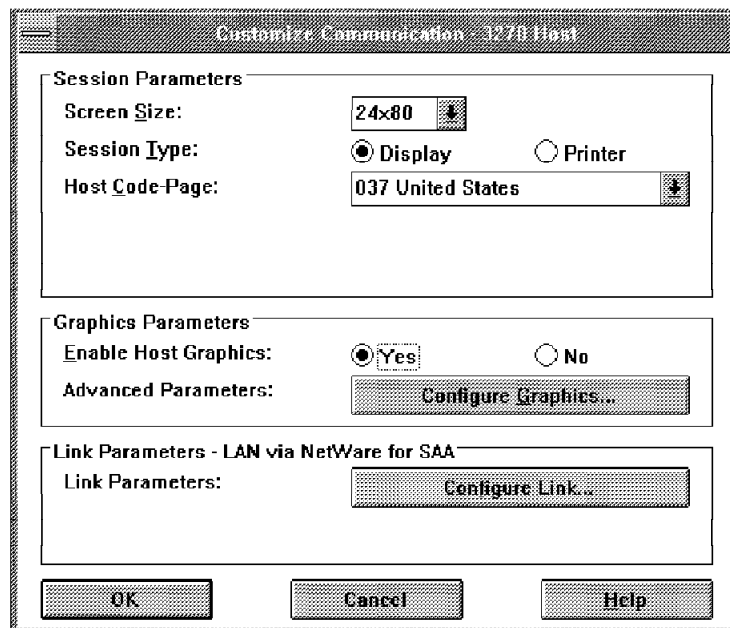 Customize Communication - 3270 Host
Session Parameters
Screen Size: 24x80
Session Type: Display Printer
Host Code-Page: 037 United States
Graphics Parameters
Enable Host Graphics: Yes No
Advanced Parameters: Configure Graphics...
Link Parameters - LAN via NetWare for SAA
Link Parameters: Configure Link...
OK Cancel Help